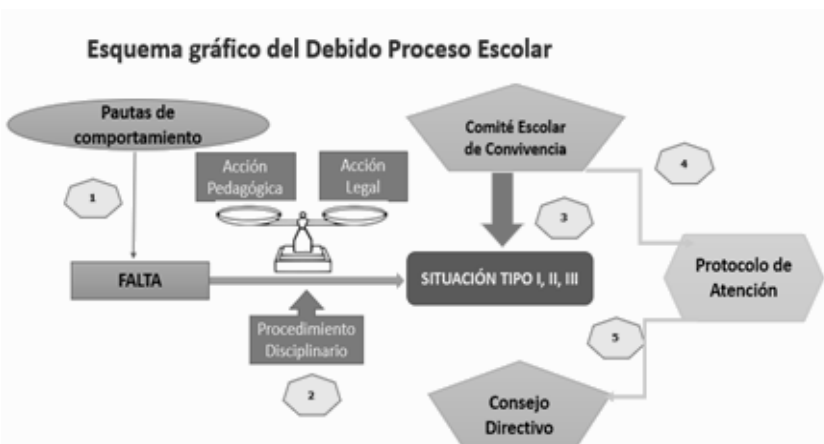 Esquema gráfico del Debido Proceso Escolar
Pautas de
comportamiento
1
Acción
Pedagógica
Acción
Legal
Comité Escolar
de Convivencia
4
3
FALTA
SITUACIÓN TIPO I, II, III
Protocolo de
Atención
Procedimiento
Disciplinario
2
5
Consejo
Directivo